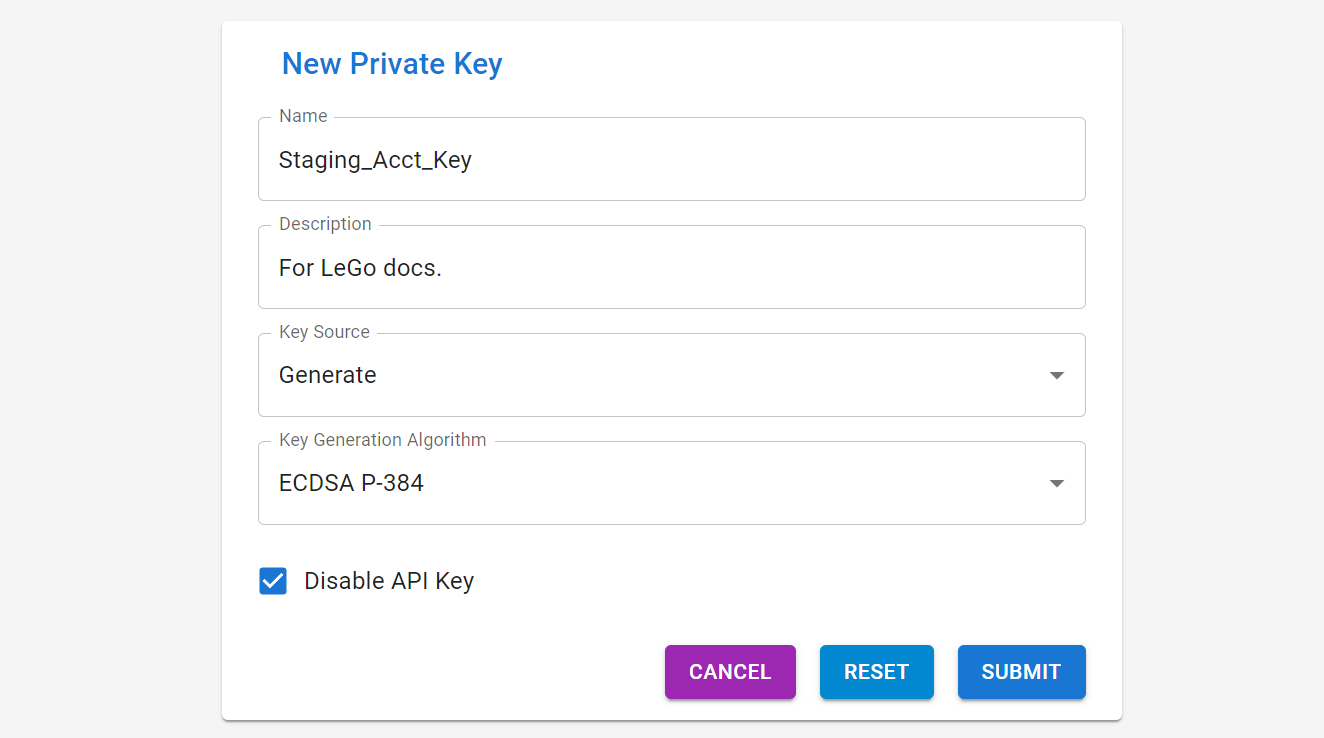 New Private Key
Name
Staging_Acct_Key
Description
For LeGo docs.
Key Source
Generate
Key Generation Algorithm
ECDSA P-384
Disable API Key
CANCEL RESET SUBMIT